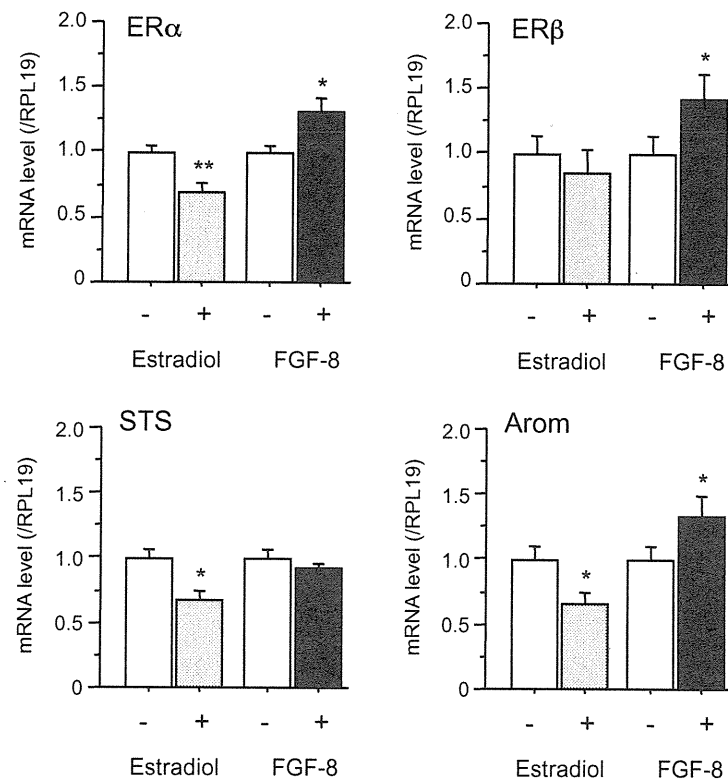 ERα
mRNA level (/RPL19)
2.0
1.5
1.0
0.5
0
**
*
- + - +
Estradiol FGF-8
ERβ
mRNA level (/RPL19)
2.0
1.5
1.0
0.5
0
*
- + - +
Estradiol FGF-8
STS
mRNA level (/RPL19)
2.0
1.5
1.0
0.5
0
*
- + - +
Estradiol FGF-8
Arom
mRNA level (/RPL19)
2.0
1.5
1.0
0.5
0
*
*
- + - +
Estradiol FGF-8